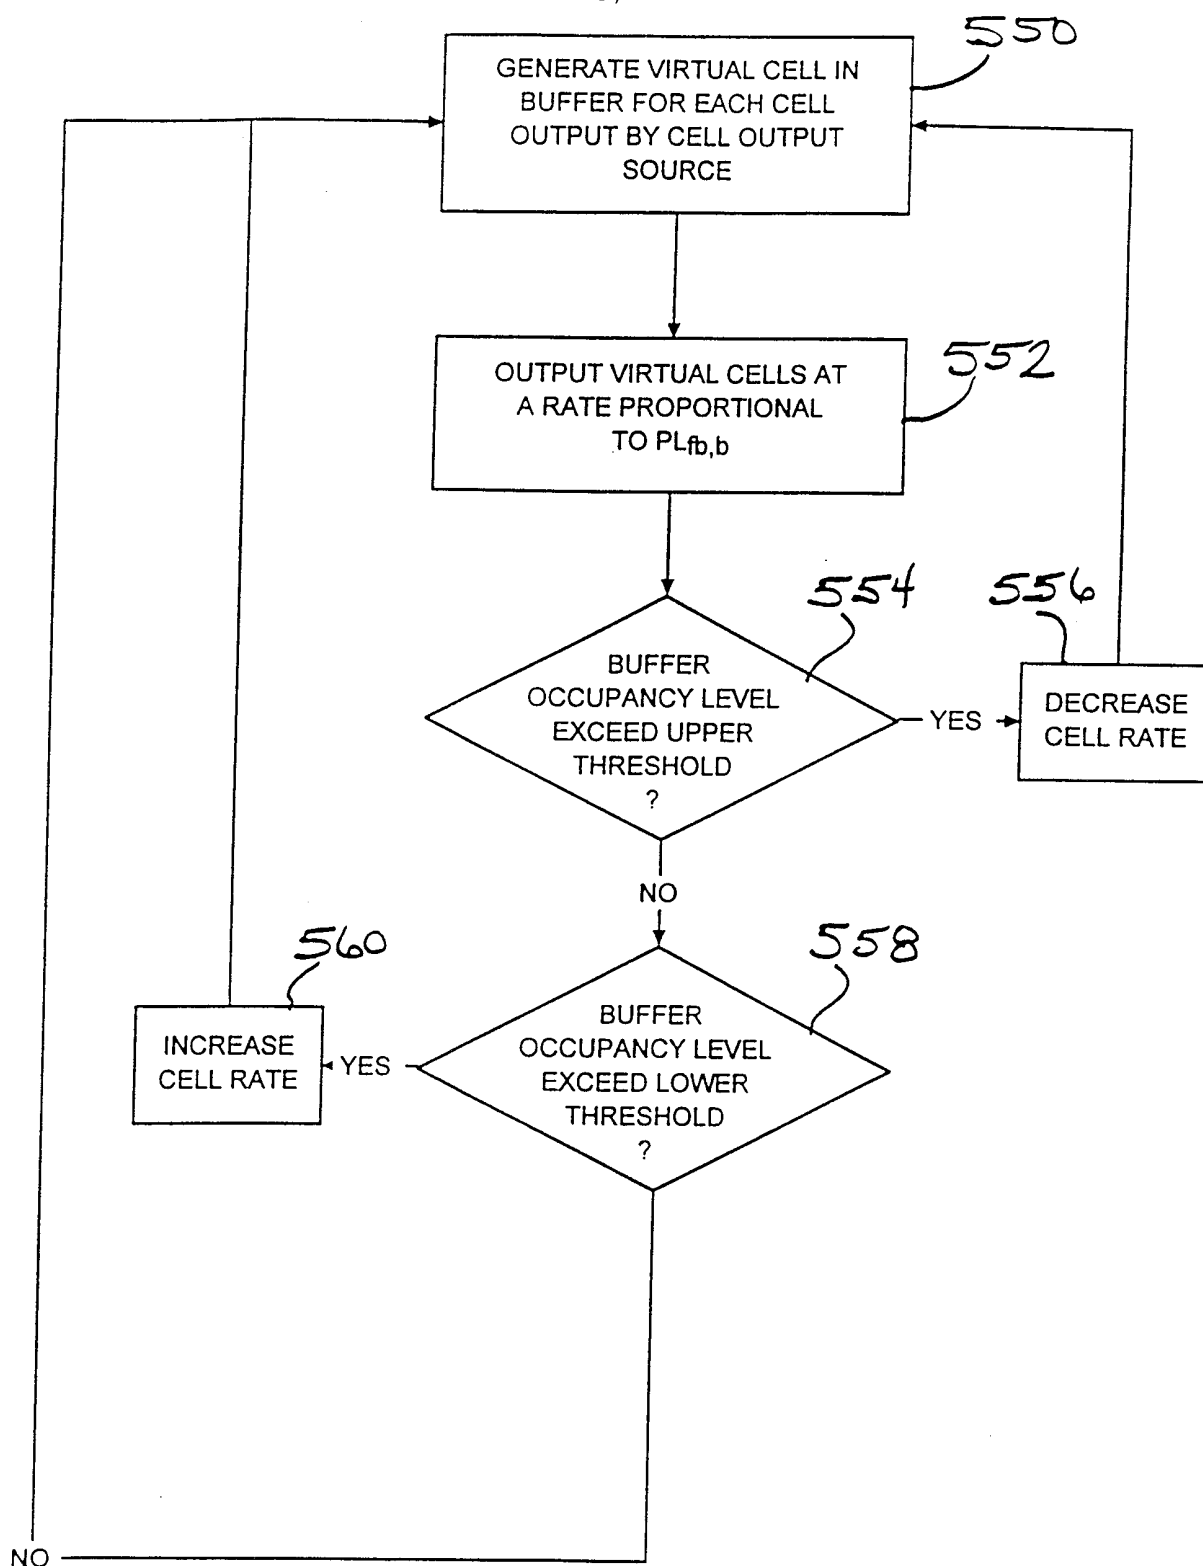 550
GENERATE VIRTUAL CELL IN
BUFFER FOR EACH CELL
OUTPUT BY CELL OUTPUT
SOURCE
552
OUTPUT VIRTUAL CELLS AT
A RATE PROPORTIONAL
TO PLfb,b
554
556
BUFFER
OCCUPANCY LEVEL
EXCEED UPPER
THRESHOLD
?
YES
DECREASE
CELL RATE
NO
560
558
BUFFER
OCCUPANCY LEVEL
EXCEED LOWER
THRESHOLD
?
YES
INCREASE
CELL RATE
NO